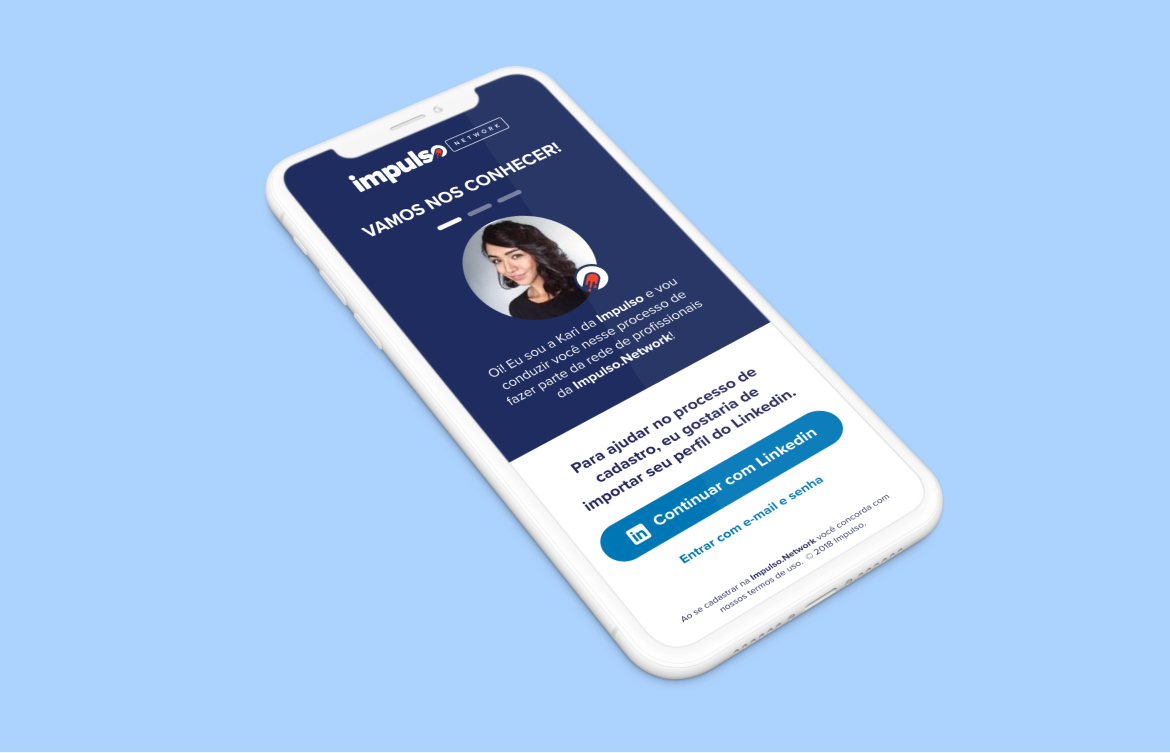 impulso NETWORK
VAMOS NOS CONHECER!
Oi! Eu sou a Kari da Impulso e vou
conduzir você nesse processo de
fazer parte da rede de profissionais
da Impulso.Network!
Para ajudar no processo de
cadastro, eu gostaria de
importar seu perfil do Linkedin.
in Continuar com Linkedin
Entrar com e-mail e senha
Ao se cadastrar na Impulso.Network você concorda com
nossos termos de uso. © 2018 Impulso.